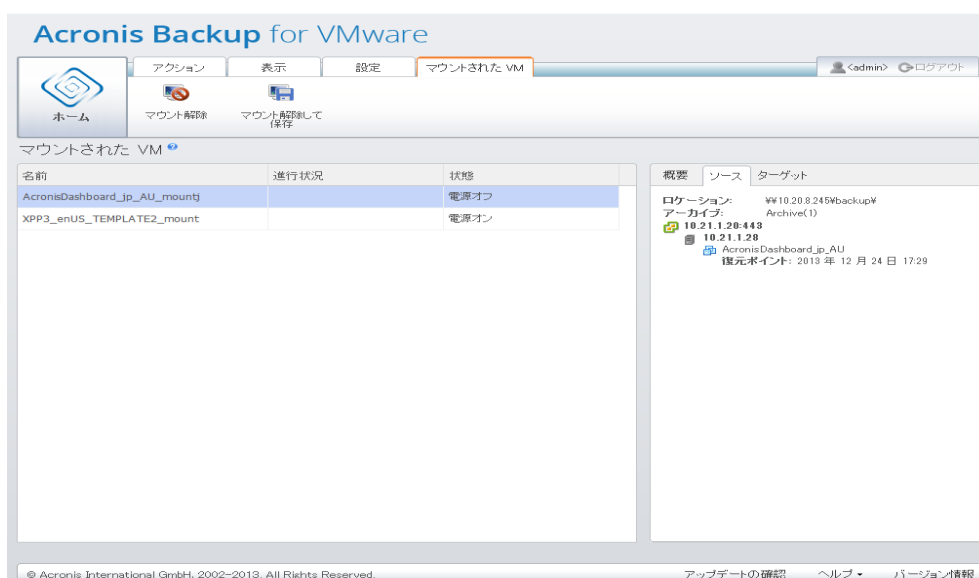 Acronis Backup for VMware
アクション 表示 設定 マウントされた VM <admin> ログアウト
ホーム マウント解除 マウント解除して
保存
マウントされた VM
名前 進行状況 状態
AcronisDashboard_jp_AU_mountj 電源オフ
XPP3_enUS_TEMPLATE2_mount 電源オン
概要 ソース ターゲット
ロケーション: ¥¥10.20.8.245¥backup¥
アーカイブ: Archive(1)
10.21.1.20:443
10.21.1.28
AcronisDashboard_jp_AU
復元ポイント: 2013 年 12 月 24 日 17:29
© Acronis International GmbH, 2002-2013. All Rights Reserved. アップデートの確認 ヘルプ バージョン情報